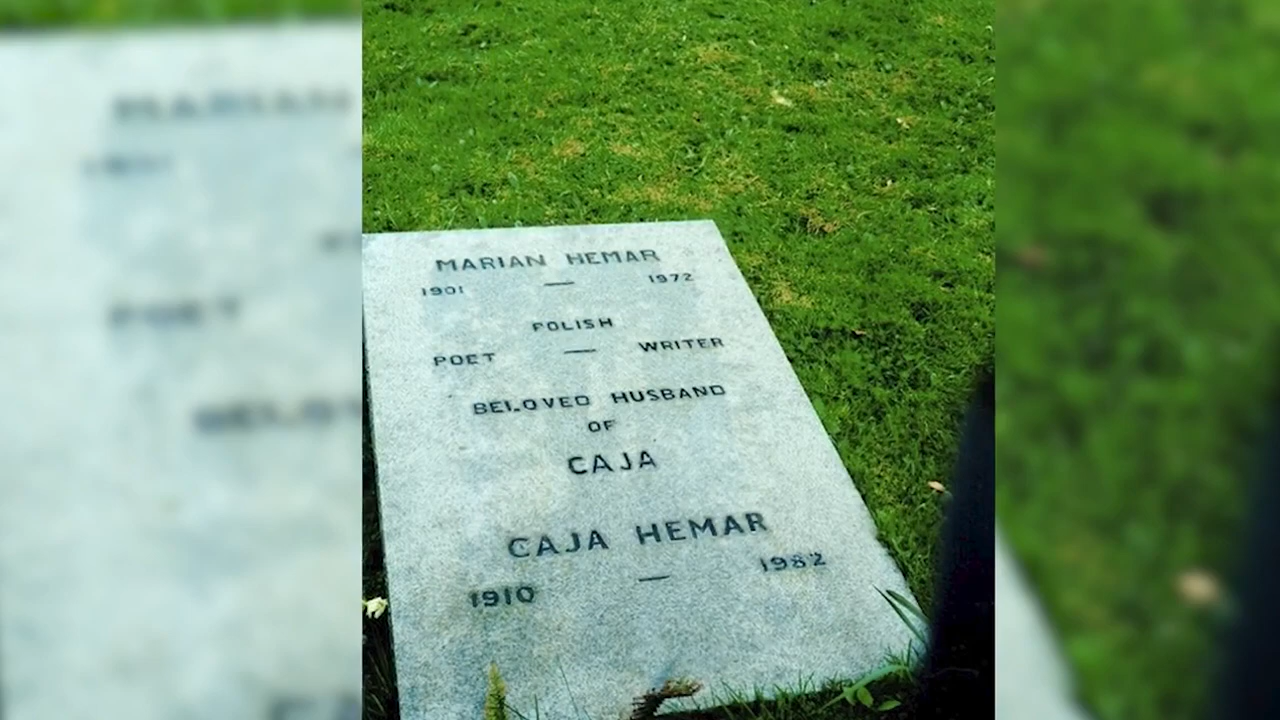 MARIAN HEMAR
1901 — 1972
POLISH
POET — WRITER
BELOVED HUSBAND
OF
CAJA
CAJA HEMAR
1910 — 1982